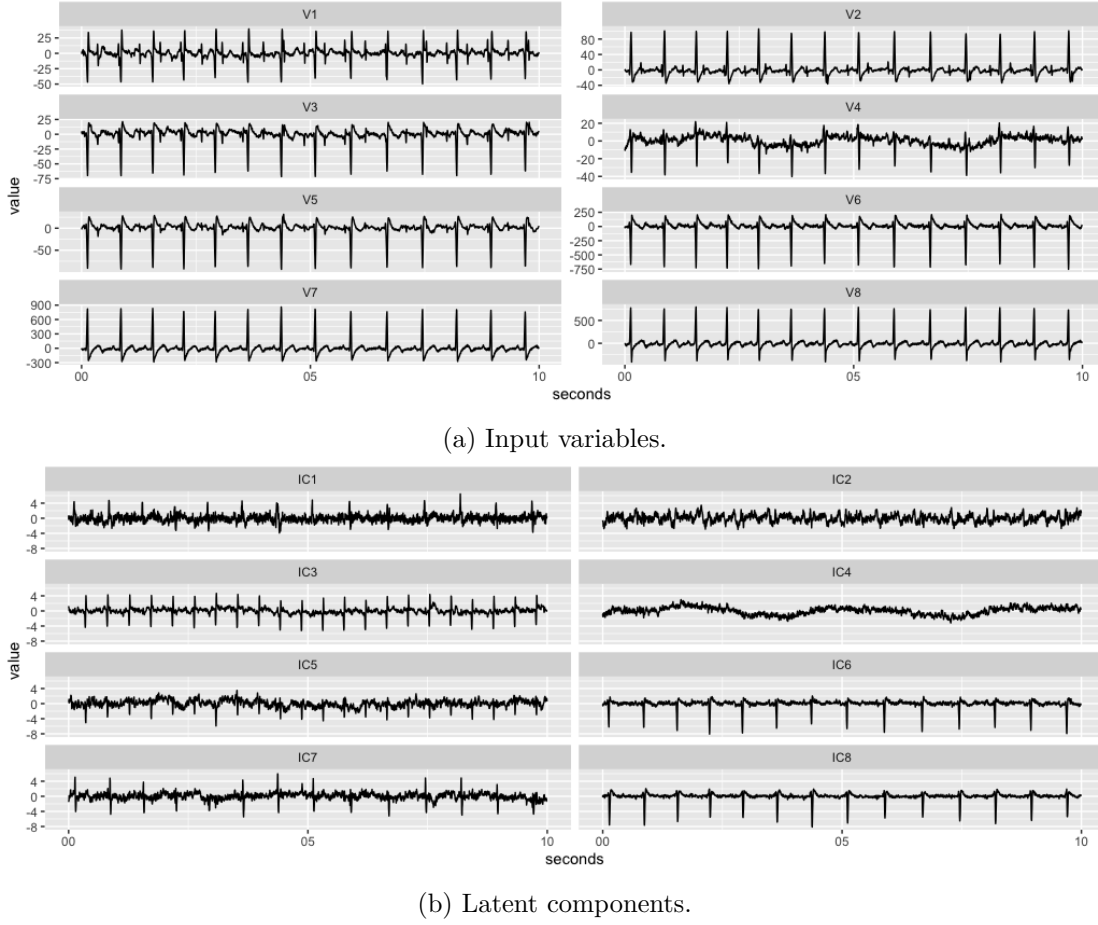 V1
V2
25
0
-25
-50
80
40
0
-40
V3
V4
25
0
-25
-50
-75
20
0
-20
-40
V5
V6
0
-50
250
0
-250
-500
-750
V7
V8
900
600
300
0
-300
500
0
00
05
10
00
05
10
seconds
seconds
value
(a) Input variables.
IC1
IC2
4
0
-4
-8
IC3
IC4
4
0
-4
-8
IC5
IC6
4
0
-4
-8
IC7
IC8
4
0
-4
-8
00
05
10
00
05
10
seconds
seconds
value
(b) Latent components.